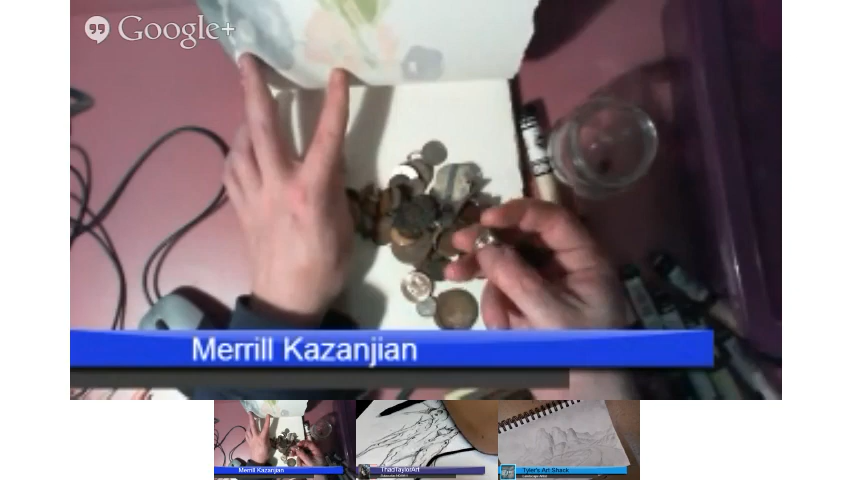 Google+
Merrill Kazanjian
Merrill Kazanjian
ThadTaylorArt
Tyler's Art Shack